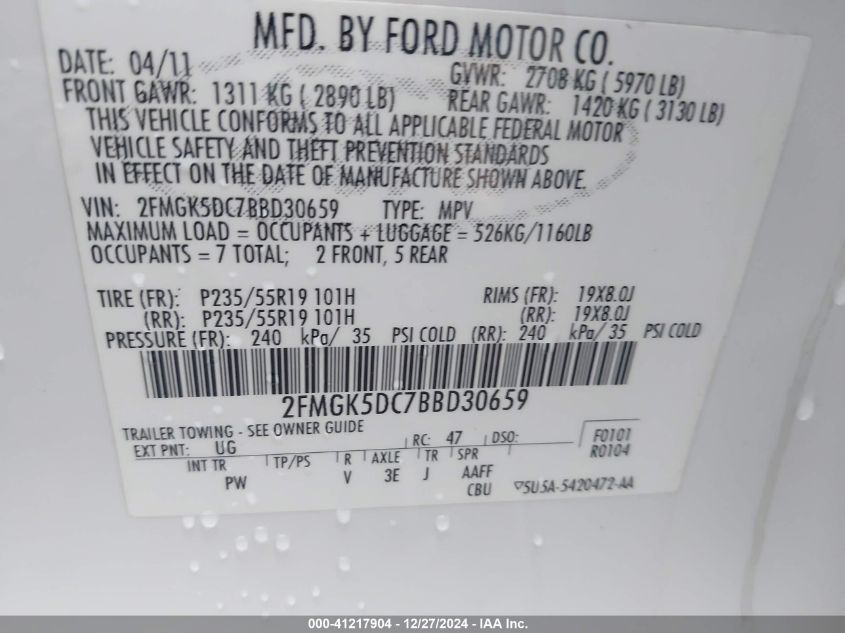 MFD. BY FORD MOTOR CO.
DATE: 04/11
GVWR: 2708 KG ( 5970 LB)
FRONT GAWR: 1311 KG ( 2890 LB)
REAR GAWR: 1420 KG ( 3130 LB)
THIS VEHICLE CONFORMS TO ALL APPLICABLE FEDERAL MOTOR
VEHICLE SAFETY AND THEFT PREVENTION STANDARDS
IN EFFECT ON THE DATE OF MANUFACTURE SHOWN ABOVE.
VIN: 2FMGK5DC7BBD30659 TYPE: MPV
MAXIMUM LOAD = OCCUPANTS + LUGGAGE = 526KG/1160LB
OCCUPANTS = 7 TOTAL; 2 FRONT, 5 REAR
TIRE (FR): P235/55R19 101H RIMS (FR): 19X8.0J
(RR): P235/55R19 101H (RR): 19X8.0J
PRESSURE (FR): 240 kPa/ 35 PSI COLD (RR): 240 kPa/ 35 PSI COLD
2FMGK5DC7BBD30659
TRAILER TOWING - SEE OWNER GUIDE
EXT PNT: UG RC: 47 DSO: F0101
R0104
INT TR TP/PS R AXLE TR SPR
PW V 3E J AAFF
CBU 5U5A-5420472-AA
000-41217904 • 12/27/2024 - IAA Inc.